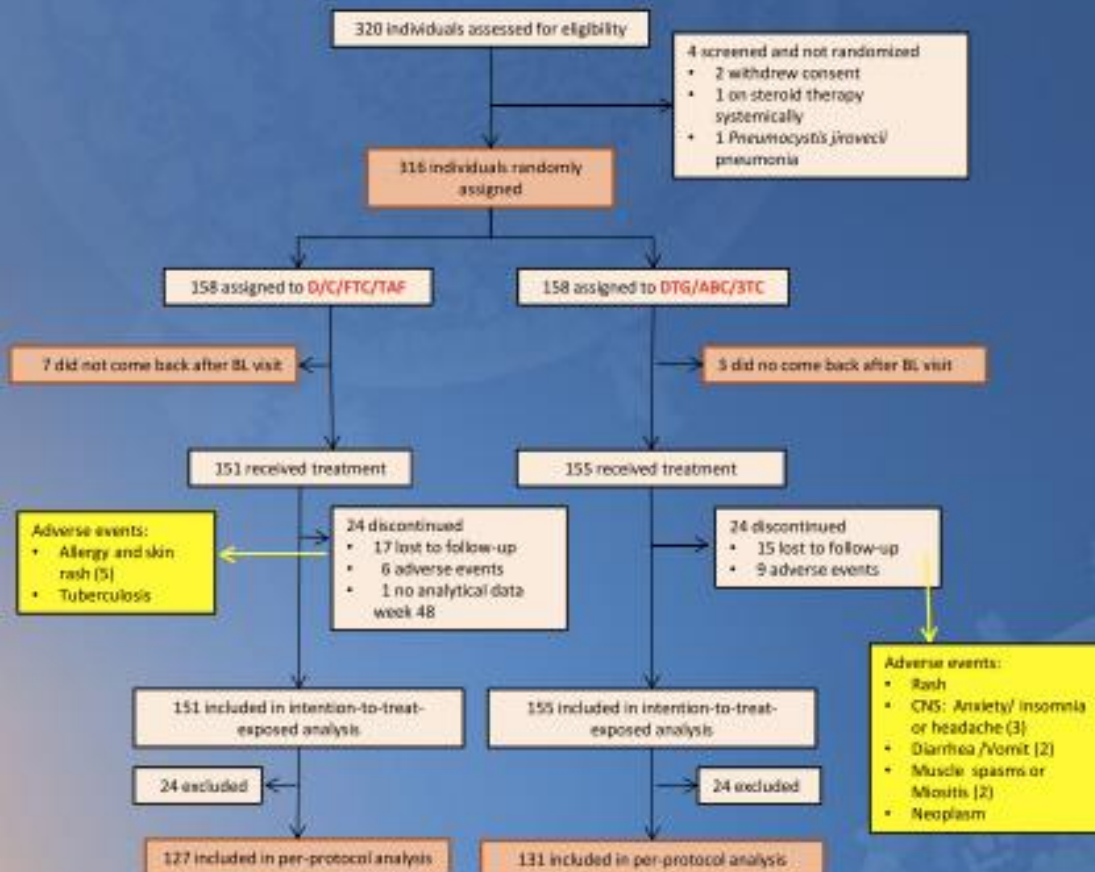 320 individuals assessed for eligibility
4 screened and not randomized
• 2 withdrew consent
• 1 on steroid therapy
systemically
• 1 Pneumocystis jirovecii
pneumonia
316 individuals randomly
assigned
158 assigned to D/C/FTC/TAF
158 assigned to DTG/ABC/3TC
7 did not come back after BL visit
3 did no come back after BL visit
151 received treatment
155 received treatment
Adverse events:
• Allergy and skin
rash (5)
• Tuberculosis
24 discontinued
• 17 lost to follow-up
• 6 adverse events
• 1 no analytical data
week 48
24 discontinued
• 15 lost to follow-up
• 9 adverse events
Adverse events:
• Rash
• CNS: Anxiety/ insomnia
or headache (3)
• Diarrhea /Vomit (2)
• Muscle spasms or
Miositis (2)
• Neoplasm
151 included in intention-to-treat-
exposed analysis
155 included in intention-to-treat-
exposed analysis
24 excluded
24 excluded
127 included in per-protocol analysis
131 included in per-protocol analysis